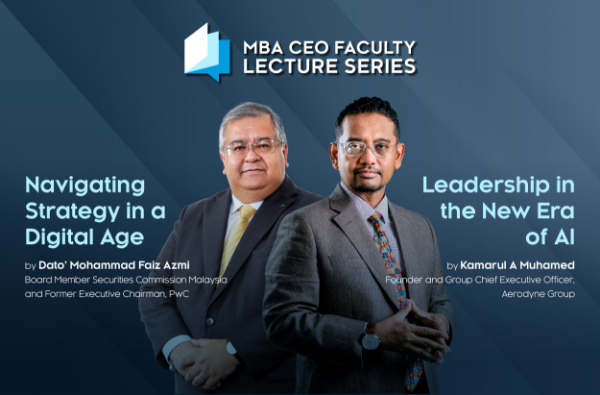 MBA CEO FACULTY
LECTURE SERIES
Navigating
Strategy in a
Digital Age
by Dato' Mohammad Faiz Azmi
Board Member Securities Commission Malaysia
and Former Executive Chairman, PwC
Leadership in
the New Era
of AI
by Kamarul A Muhamed
Founder and Group Chief Executive Officer,
Aerodyne Group